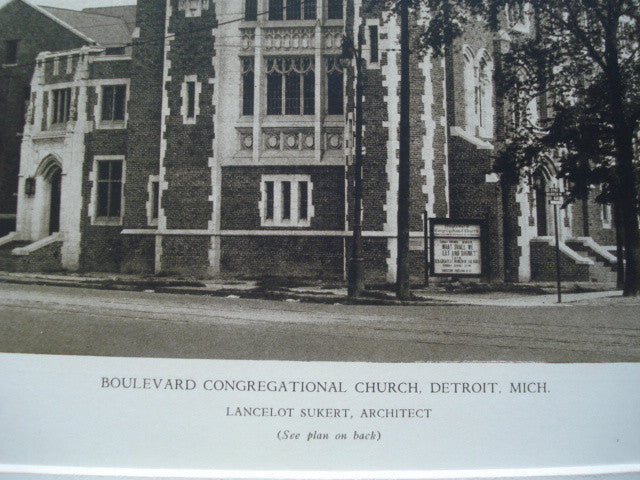 WHAT SHALL WE
EAT AND DRINK?
BOULEVARD CONGREGATIONAL CHURCH, DETROIT, MICH.
LANCELOT SUKERT, ARCHITECT
(See plan on back)